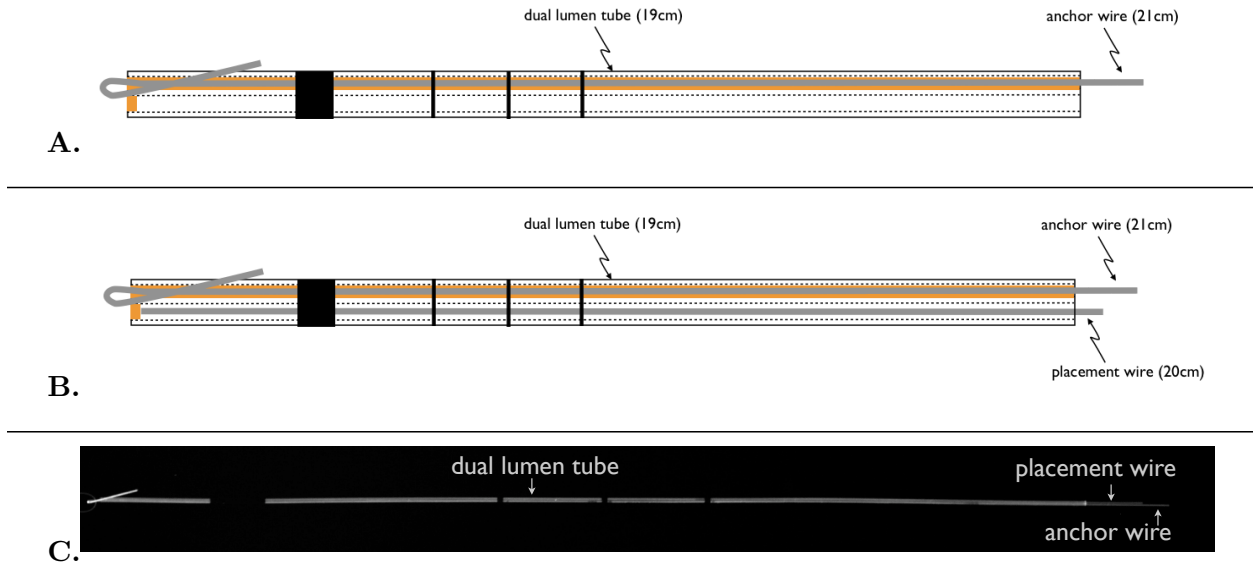 dual lumen tube (19cm)
anchor wire (21cm)
A.
dual lumen tube (19cm)
anchor wire (21cm)
placement wire (20cm)
B.
dual lumen tube
placement wire
anchor wire
C.